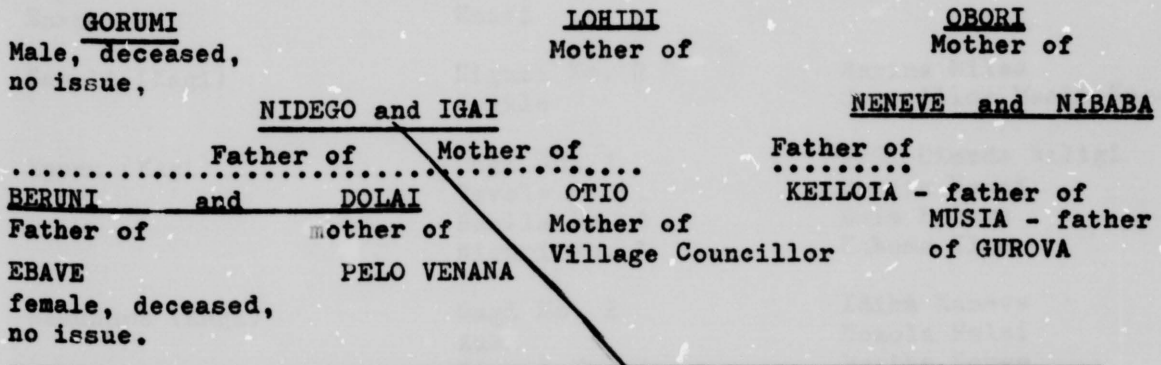 GORUMI LOHIDI OBORI
Male, deceased, Mother of Mother of
no issue,
NIDEGO and IGAI NENEVE and NIBABA
Father of Mother of Father of
BERUNI and DOLAI OTIO KEILOIA - father of
Father of mother of Mother of MUSIA - father
Village Councillor of GUROVA
EBAVE PELO VENANA
female, deceased,
no issue.